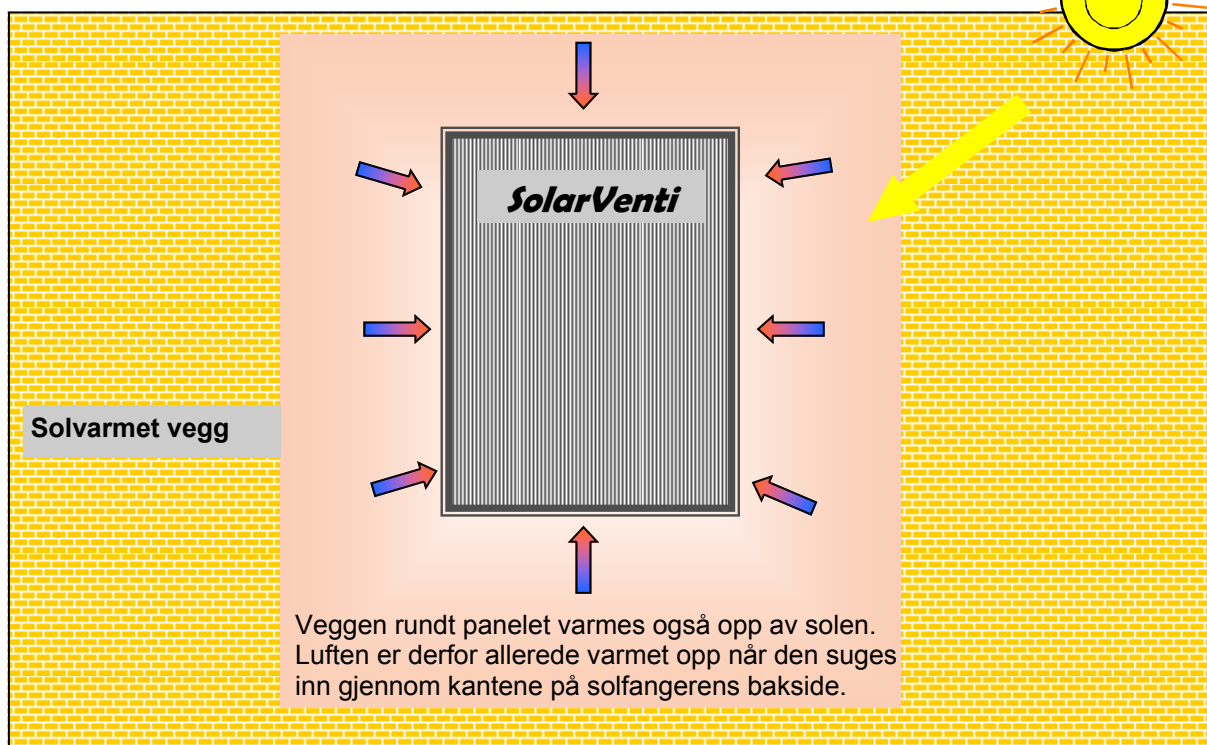 SolarVenti
Solvarmet vegg
Veggen rundt panelet varmes også opp av solen.
Luften er derfor allerede varmet opp når den suges
inn gjennom kantene på solfangerens bakside.